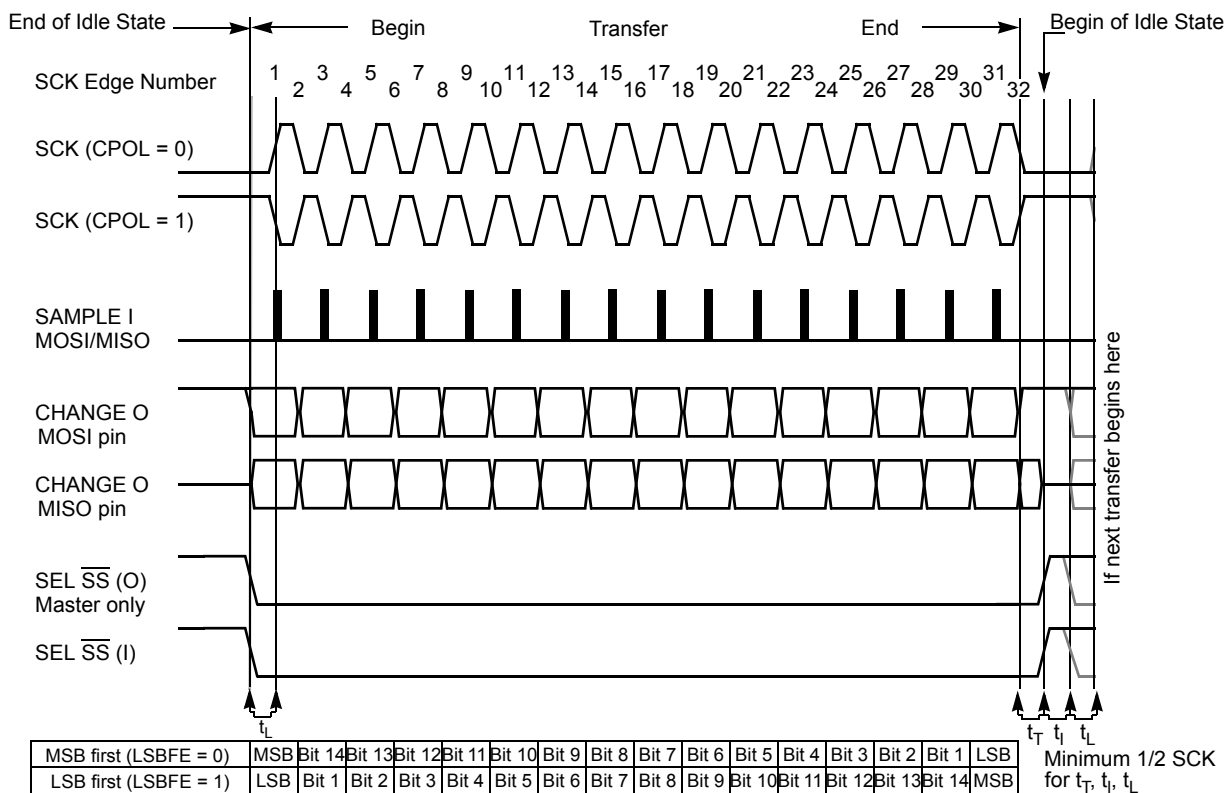 End of Idle State
Begin
Transfer
End
Begin of Idle State
SCK Edge Number
1 3 5 7 9 11 13 15 17 19 21 23 25 27 29 31
2 4 6 8 10 12 14 16 18 20 22 24 26 28 30 32
SCK (CPOL = 0)
SCK (CPOL = 1)
SAMPLE I
MOSI/MISO
CHANGE O
MOSI pin
CHANGE O
MISO pin
SEL SS (O)
Master only
SEL SS (I)
If next transfer begins here
tL
tT tI tL
MSB first (LSBFE = 0) MSB Bit 14 Bit 13 Bit 12 Bit 11 Bit 10 Bit 9 Bit 8 Bit 7 Bit 6 Bit 5 Bit 4 Bit 3 Bit 2 Bit 1 LSB
LSB first (LSBFE = 1) LSB Bit 1 Bit 2 Bit 3 Bit 4 Bit 5 Bit 6 Bit 7 Bit 8 Bit 9 Bit 10 Bit 11 Bit 12 Bit 13 Bit 14 MSB
Minimum 1/2 SCK
for tT, tI, tL